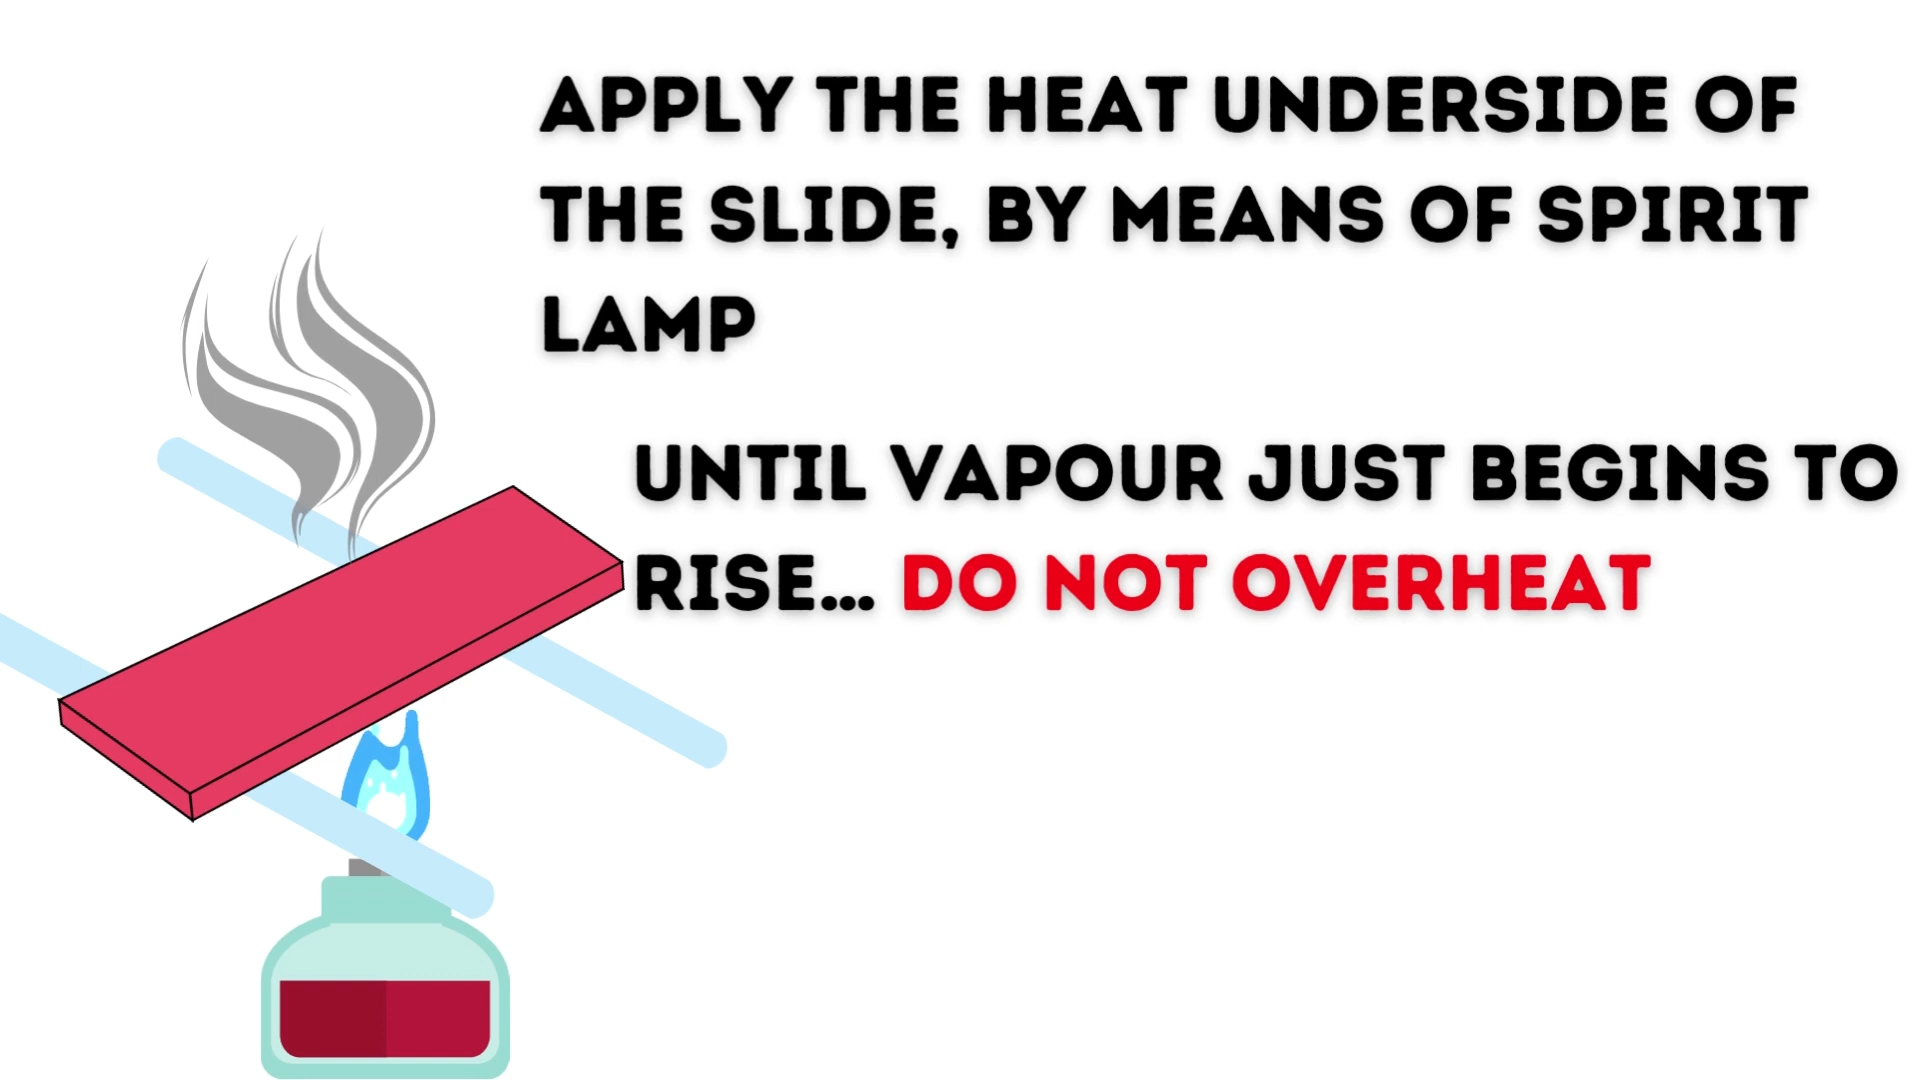 APPLY THE HEAT UNDERSIDE OF
THE SLIDE, BY MEANS OF SPIRIT
LAMP
UNTIL VAPOUR JUST BEGINS TO
RISE... DO NOT OVERHEAT